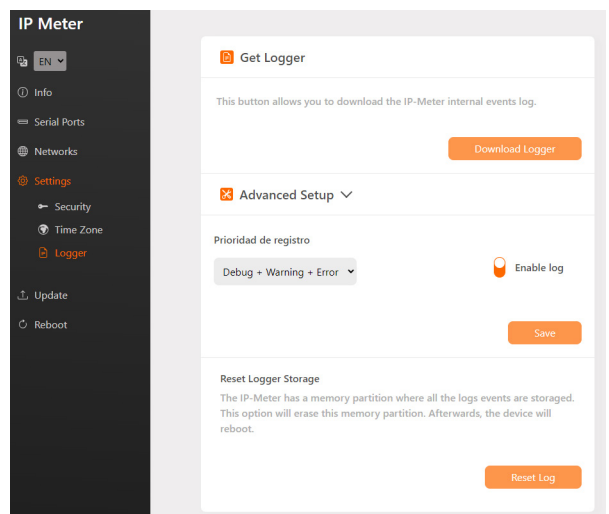 IP Meter
EN
Info
Serial Ports
Networks
Settings
Security
Time Zone
Logger
Update
Reboot
Get Logger
This button allows you to download the IP-Meter internal events log.
Download Logger
Advanced Setup
Prioridad de registro
Debug + Warning + Error
Enable log
Save
Reset Logger Storage
The IP-Meter has a memory partition where all the logs events are storaged.
This option will erase this memory partition. Afterwards, the device will
reboot.
Reset Log